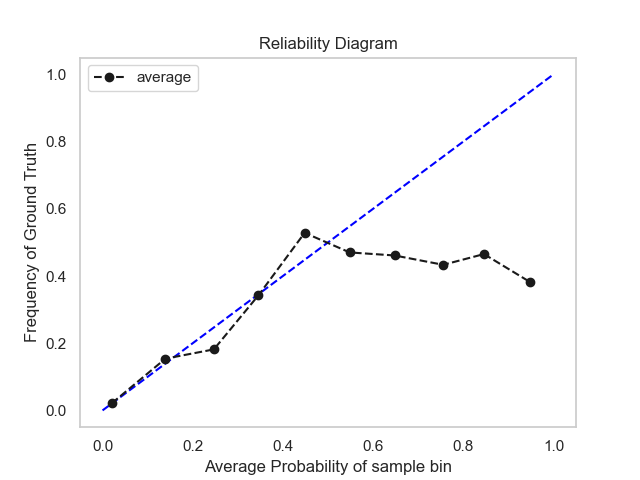 Reliability Diagram
average
1.0
0.8
0.6
0.4
0.2
0.0
Frequency of Ground Truth
0.0 0.2 0.4 0.6 0.8 1.0
Average Probability of sample bin